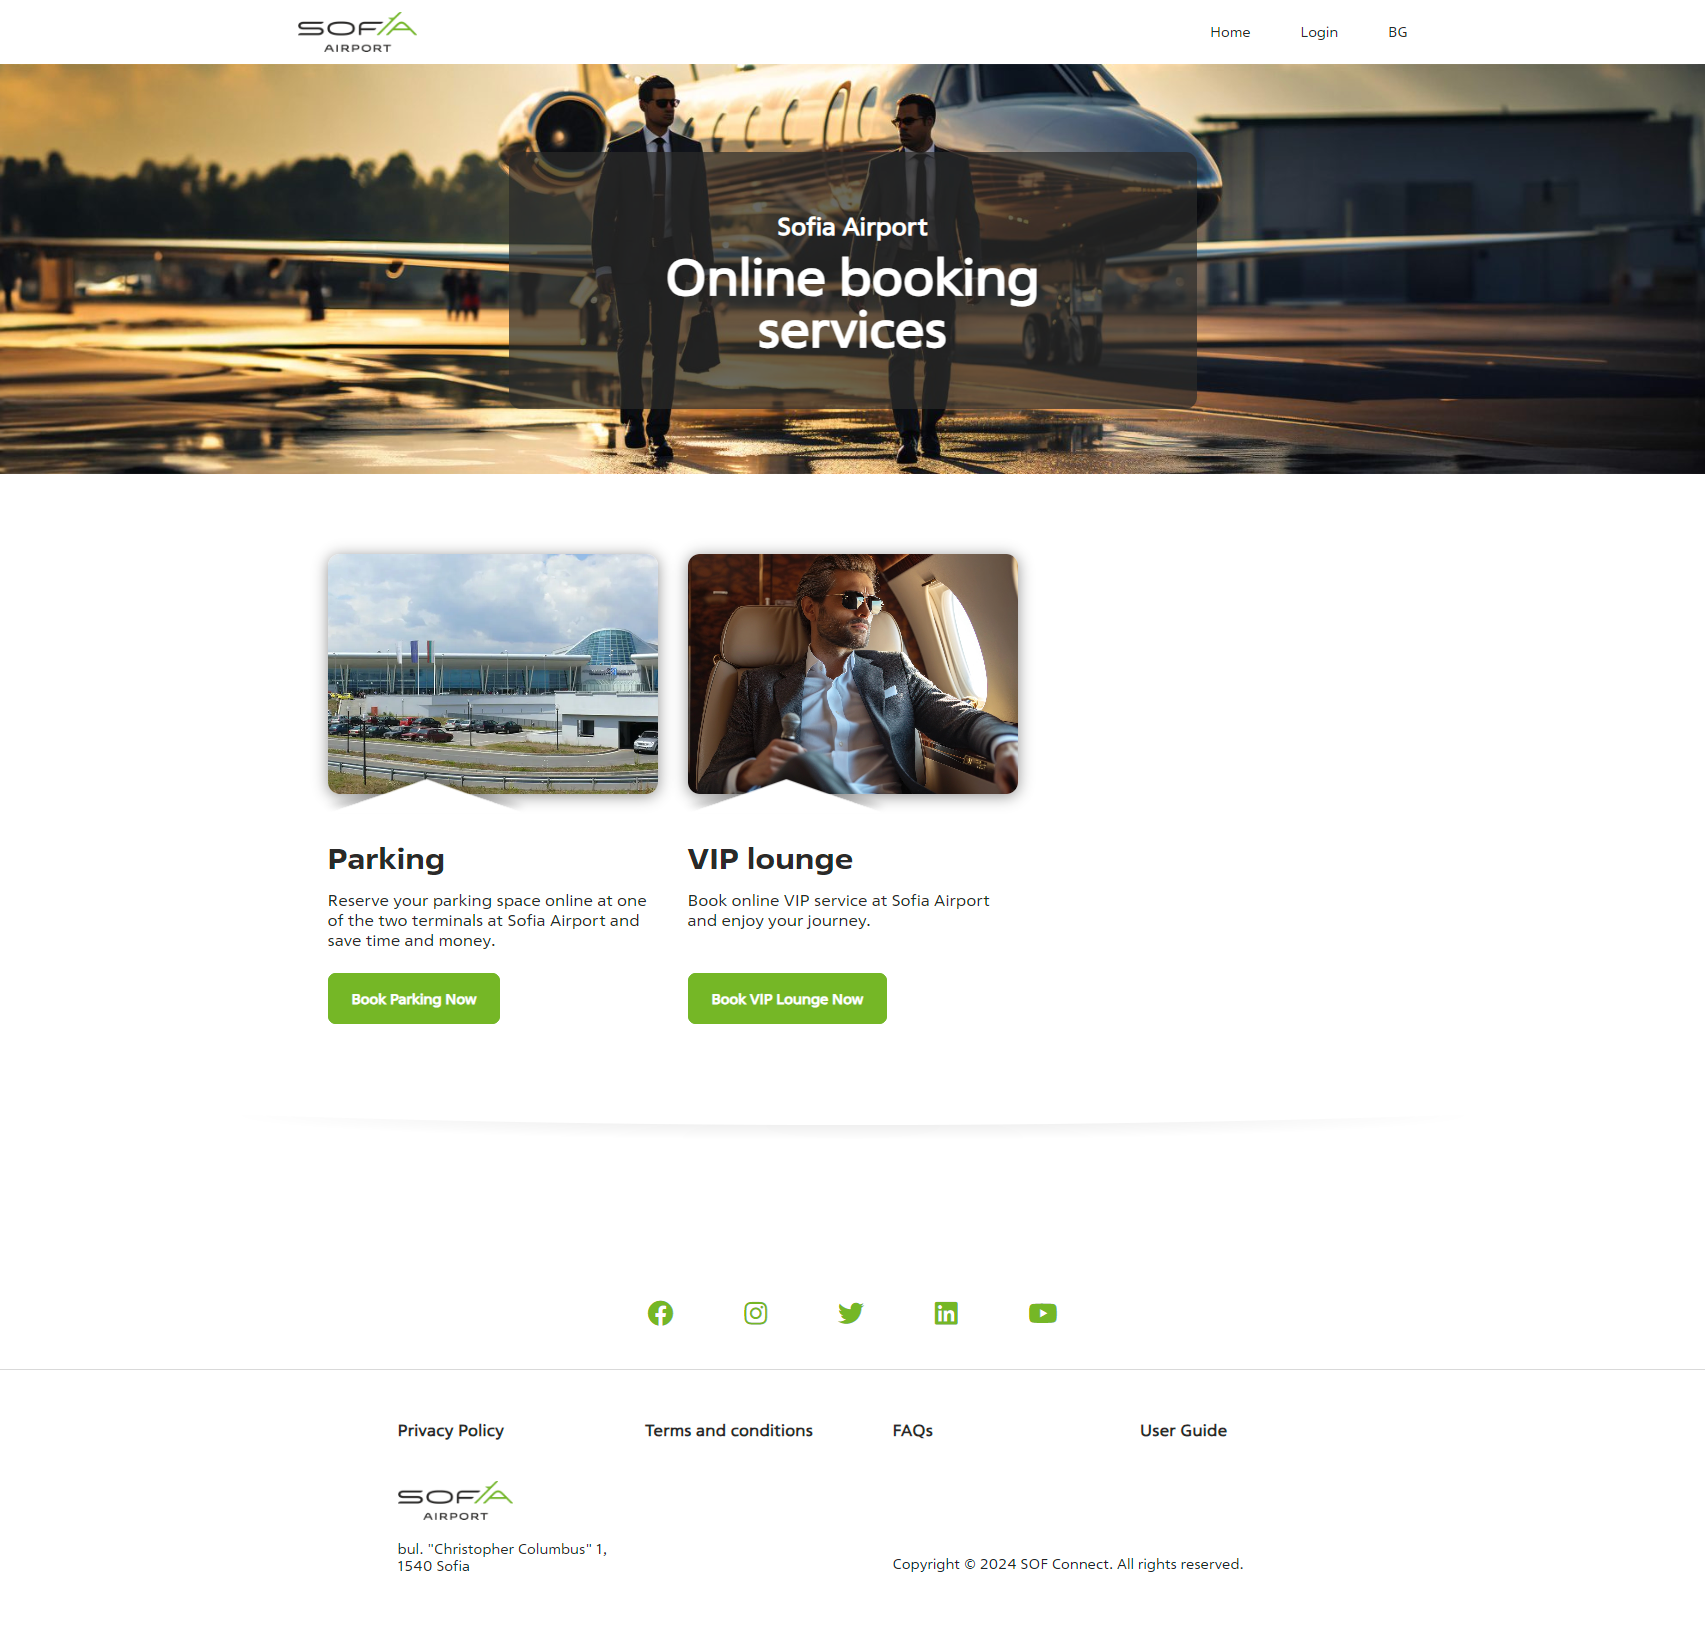 SOFIA
AIRPORT
Home
Login
BG
Sofia Airport
Online booking
services
Parking
Reserve your parking space online at one
of the two terminals at Sofia Airport and
save time and money.
Book Parking Now
VIP lounge
Book online VIP service at Sofia Airport
and enjoy your journey.
Book VIP Lounge Now
Privacy Policy
Terms and conditions
FAQs
User Guide
SOFIA
AIRPORT
bul. "Christopher Columbus" 1,
1540 Sofia
Copyright © 2024 SOF Connect. All rights reserved.